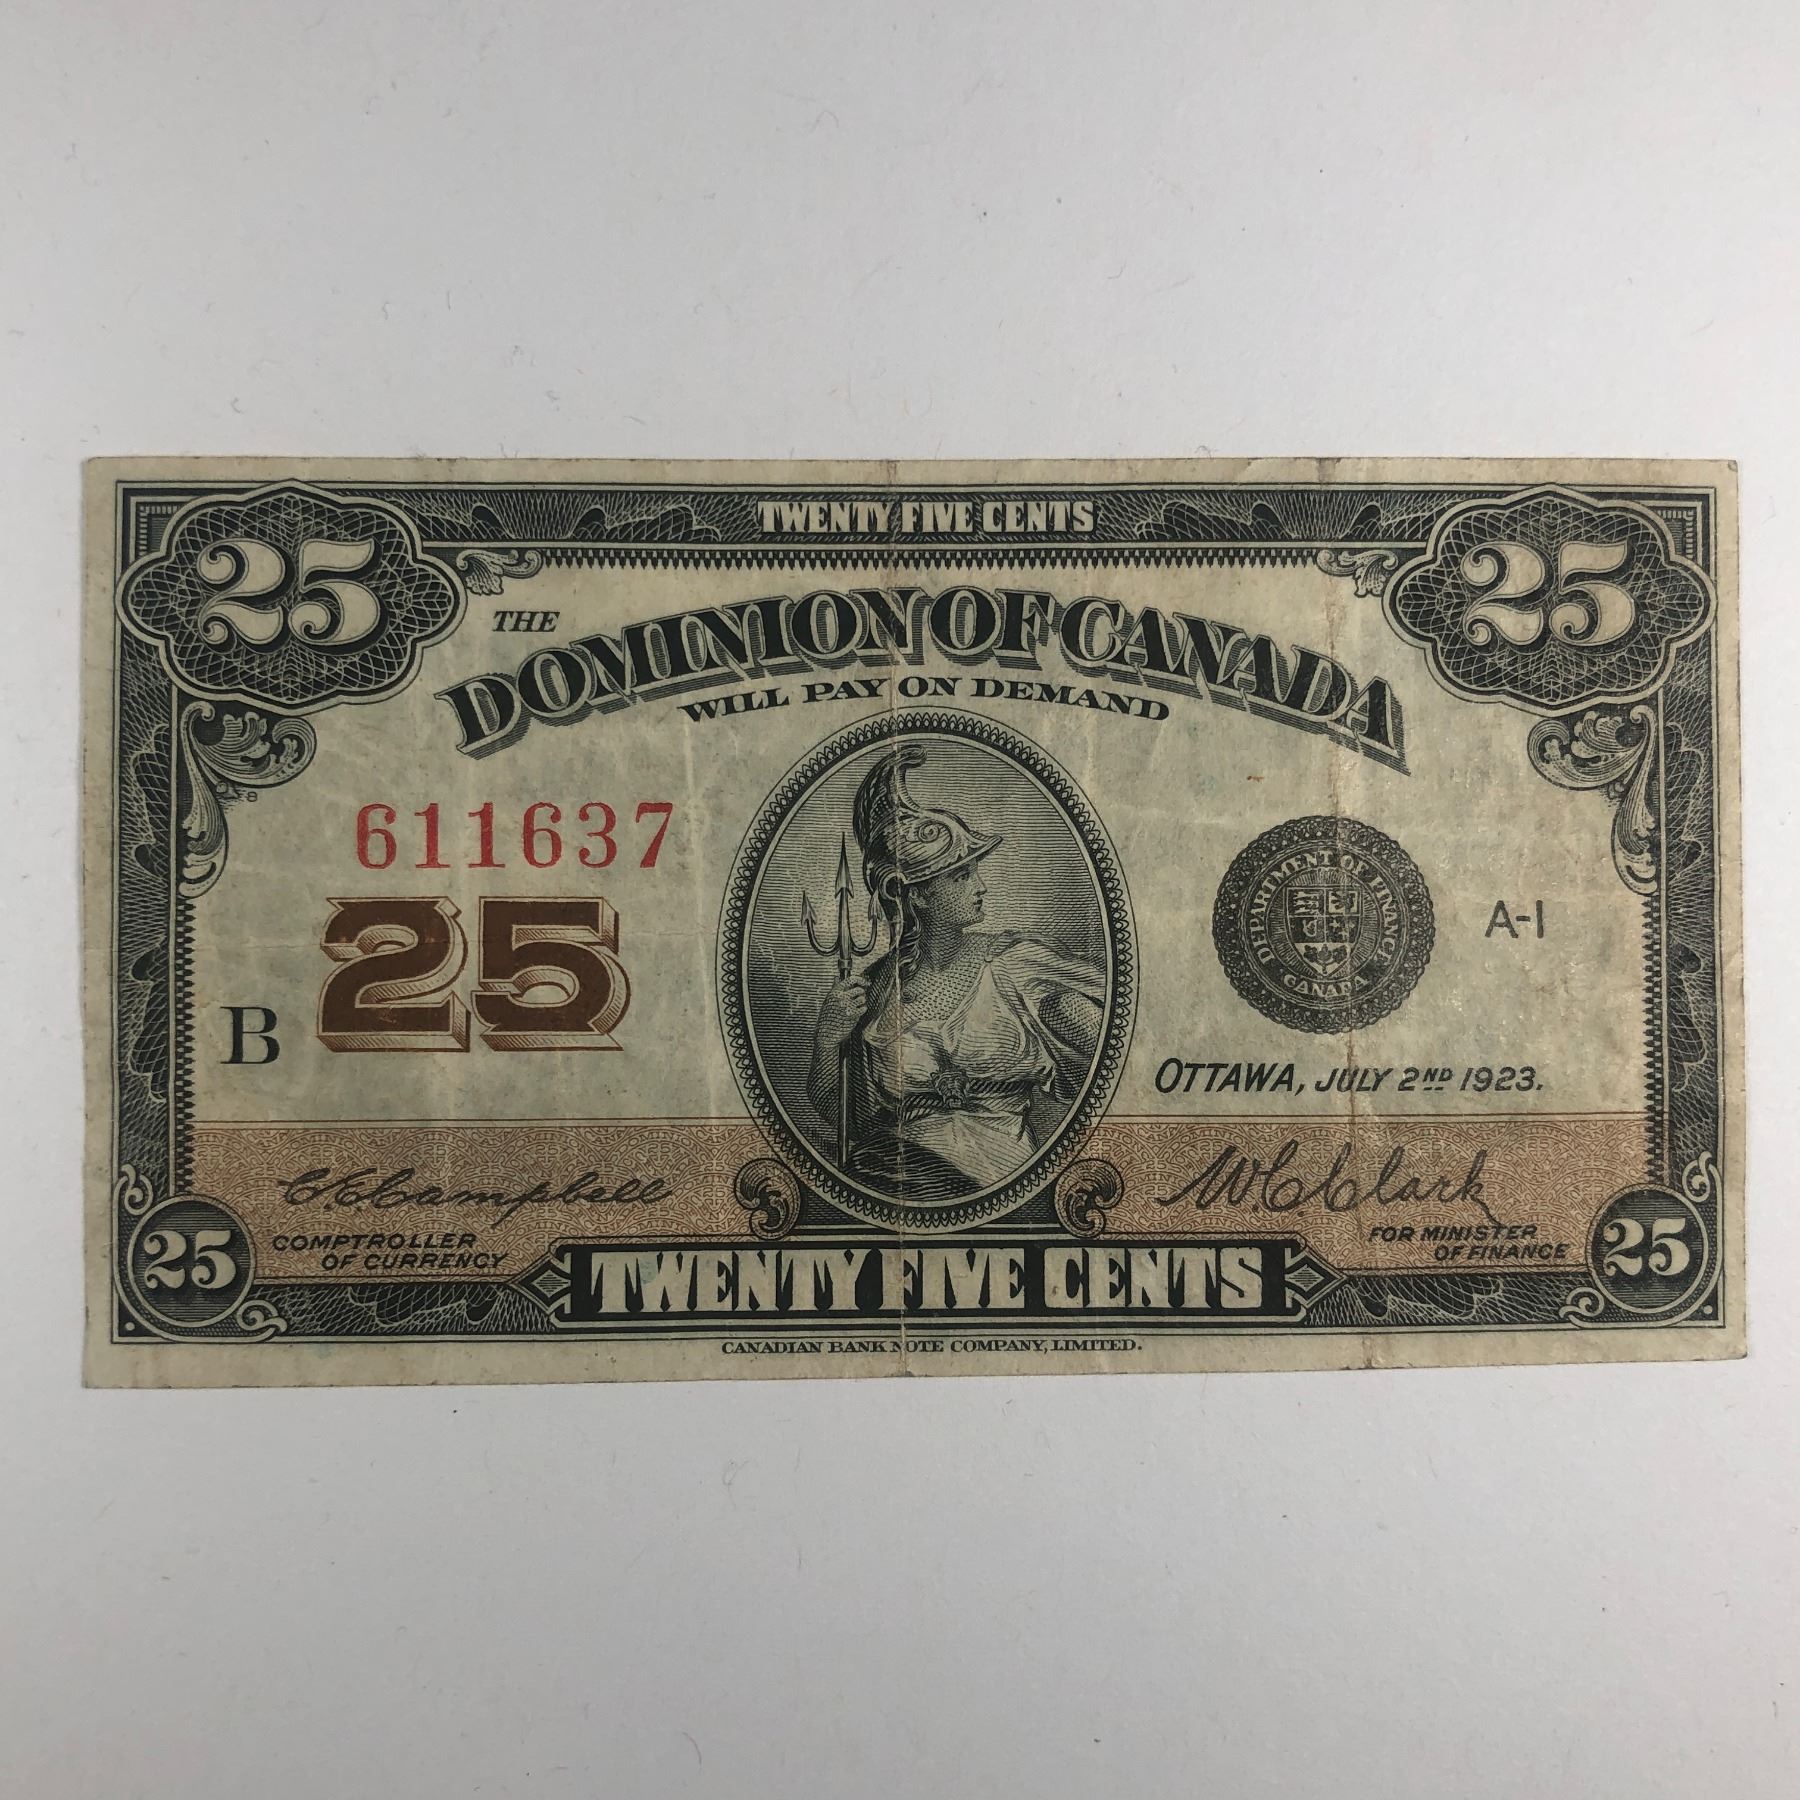 TWENTY FIVE CENTS
25
25
THE
DOMINION OF CANADA
WILL PAY ON DEMAND
611637
25
DEPARTMENT OF FINANCE
CANADA
A-1
B
OTTAWA, JULY 2ND 1923.
C.E. Campbell
W.C. Clark
COMPTROLLER
OF CURRENCY
FOR MINISTER
OF FINANCE
25
TWENTY FIVE CENTS
25
CANADIAN BANK NOTE COMPANY, LIMITED.